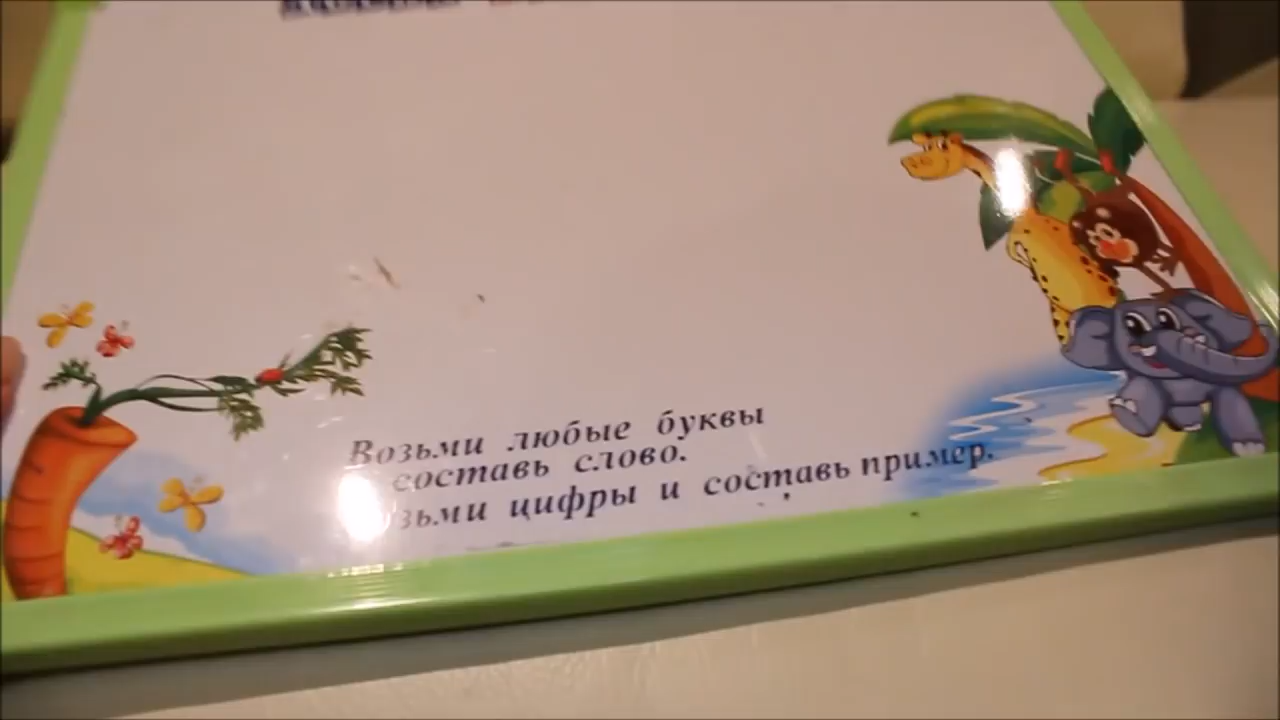 Возьми любые буквы
составь слово.
цифры и составь пример.